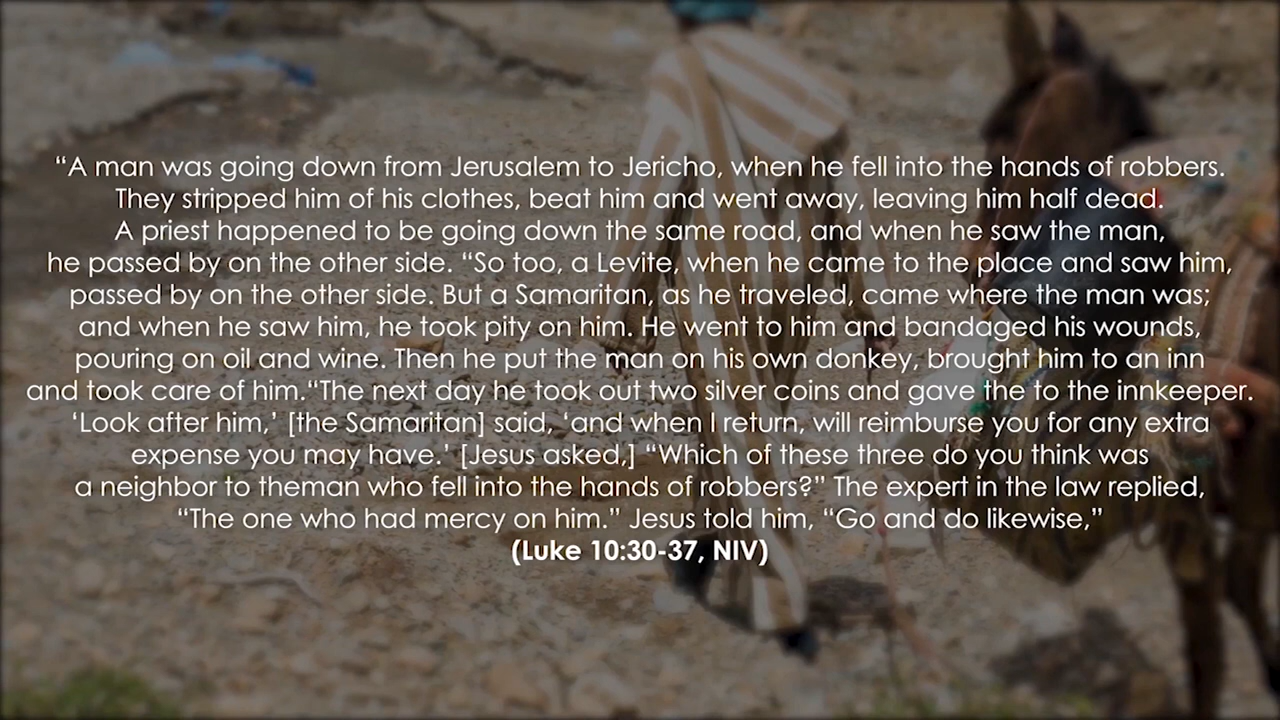 “A man was going down from Jerusalem to Jericho, when he fell into the hands of robbers.
They stripped him of his clothes, beat him and went away, leaving him half dead.
A priest happened to be going down the same road, and when he saw the man,
he passed by on the other side. “So too, a Levite, when he came to the place and saw him,
passed by on the other side. But a Samaritan, as he traveled, came where the man was;
and when he saw him, he took pity on him. He went to him and bandaged his wounds,
pouring on oil and wine. Then he put the man on his own donkey, brought him to an inn
and took care of him.“The next day he took out two silver coins and gave the to the innkeeper.
‘Look after him,’ [the Samaritan] said, ‘and when I return, will reimburse you for any extra
expense you may have.’ [Jesus asked,] “Which of these three do you think was
a neighbor to theman who fell into the hands of robbers?” The expert in the law replied,
“The one who had mercy on him.” Jesus told him, “Go and do likewise,”
(Luke 10:30-37, NIV)